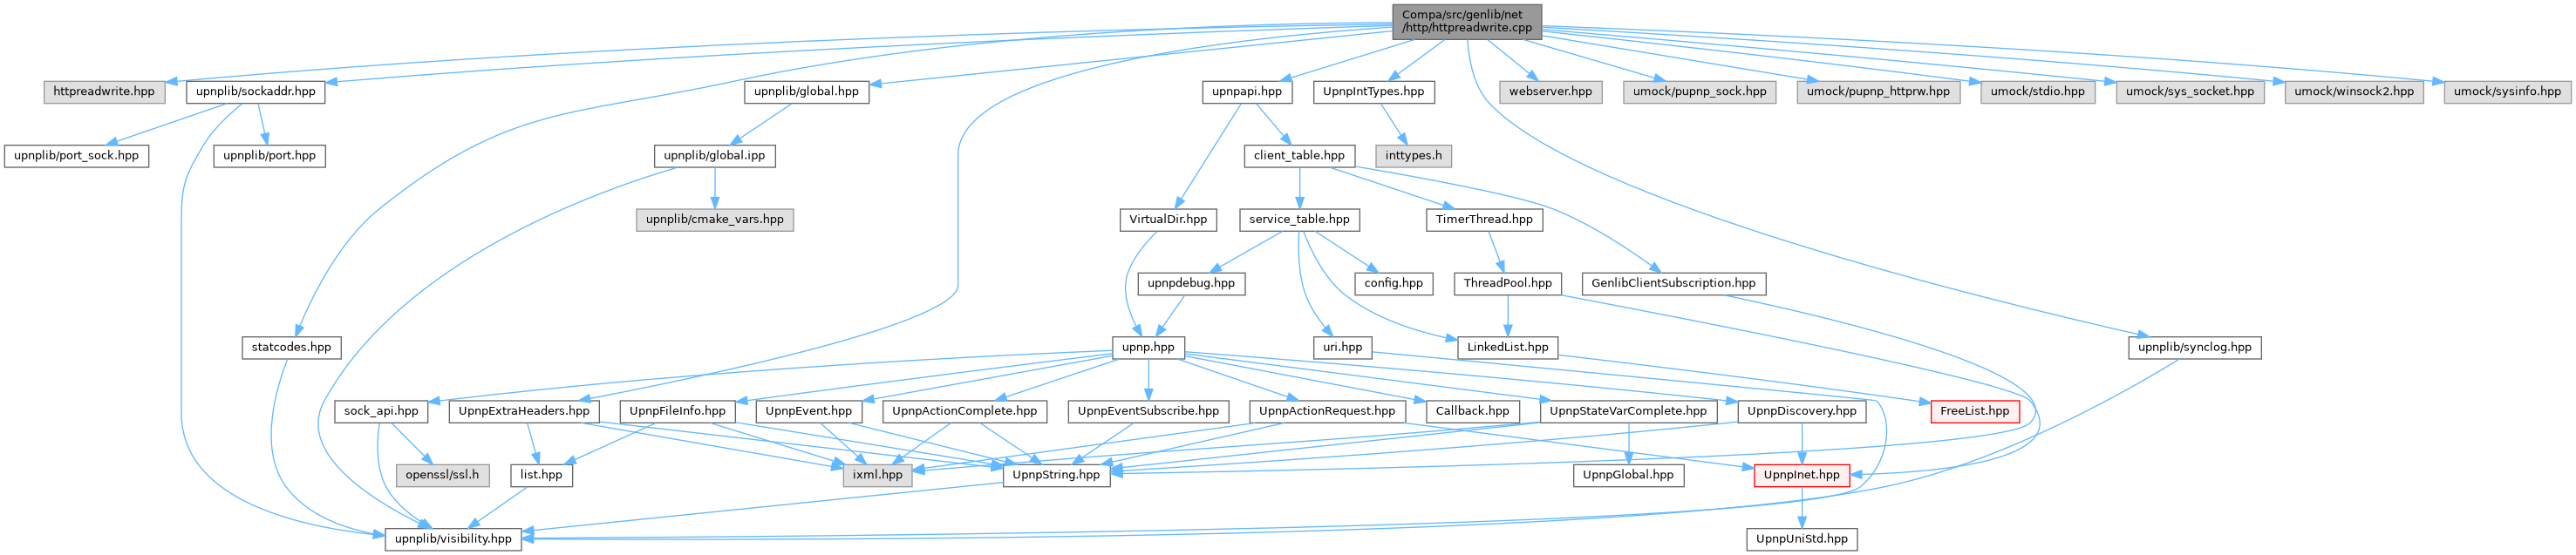 Compa/src/genlib/net
/http/httpreadwrite.cpp
httpreadwrite.hpp
upnplib/sockaddr.hpp
upnplib/global.hpp
upnpapi.hpp
UpnpIntTypes.hpp
webserver.hpp
umock/pupnp_sock.hpp
umock/pupnp_httprw.hpp
umock/stdio.hpp
umock/sys_socket.hpp
umock/winsock2.hpp
umock/sysinfo.hpp
upnplib/port_sock.hpp
upnplib/port.hpp
upnplib/global.ipp
client_table.hpp
inttypes.h
upnplib/cmake_vars.hpp
VirtualDir.hpp
service_table.hpp
TimerThread.hpp
upnpdebug.hpp
config.hpp
ThreadPool.hpp
GenlibClientSubscription.hpp
statcodes.hpp
upnp.hpp
uri.hpp
LinkedList.hpp
upnplib/synclog.hpp
sock_api.hpp
UpnpExtraHeaders.hpp
UpnpFileInfo.hpp
UpnpEvent.hpp
UpnpActionComplete.hpp
UpnpEventSubscribe.hpp
UpnpActionRequest.hpp
Callback.hpp
UpnpStateVarComplete.hpp
UpnpDiscovery.hpp
FreeList.hpp
openssl/ssl.h
list.hpp
ixml.hpp
UpnpString.hpp
UpnpGlobal.hpp
UpnpInet.hpp
upnplib/visibility.hpp
UpnpUniStd.hpp